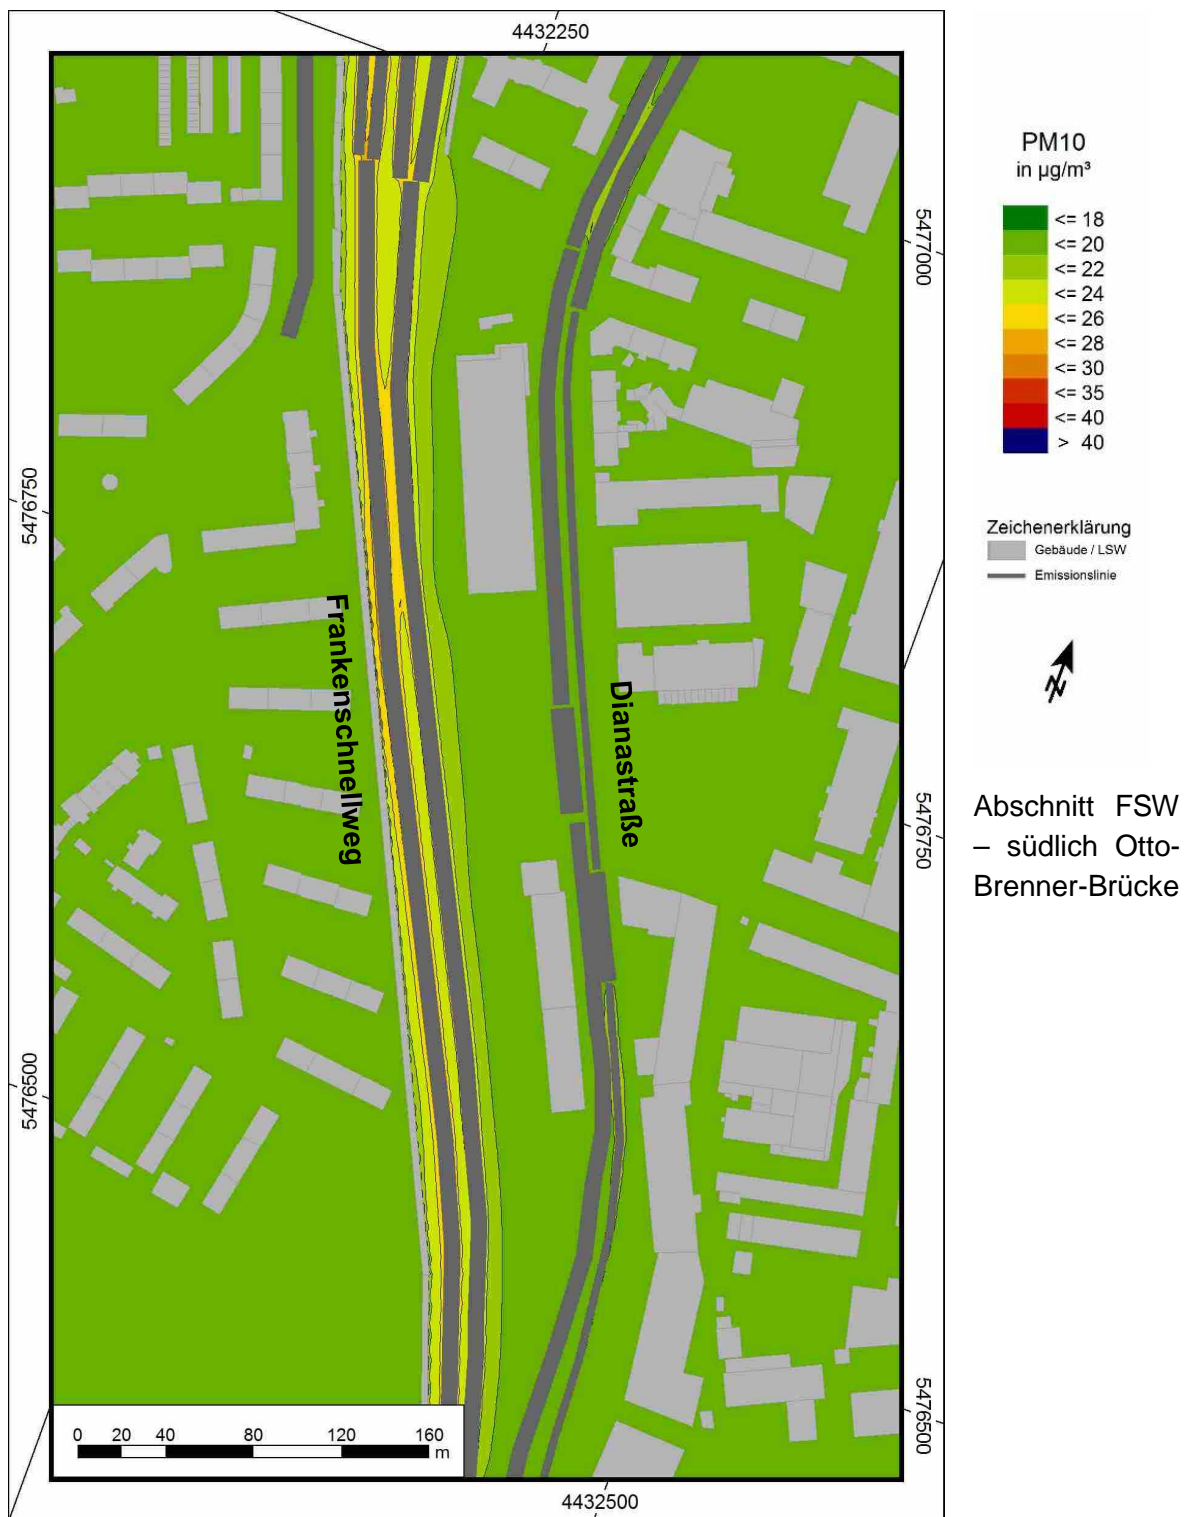 4432250
5477000
5476750
5476750
5476500
5476500
4432500
Frankenschnellweg
Dianastraße
0 20 40 80 120 160
m
PM10
in µg/m³
<= 18
<= 20
<= 22
<= 24
<= 26
<= 28
<= 30
<= 35
<= 40
> 40
Zeichenerklärung
Gebäude / LSW
Emissionslinie
N
Abschnitt FSW
– südlich Otto-
Brenner-Brücke